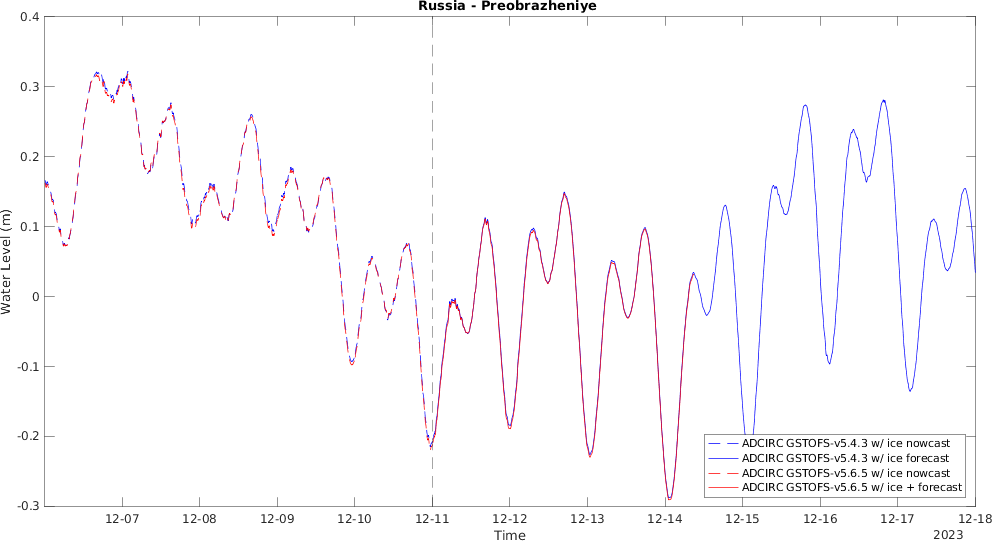 Russia - Preobrazheniye
Water Level (m)
0.4
0.3
0.2
0.1
0
-0.1
-0.2
-0.3
ADCIRC GSTOFS-v5.4.3 w/ ice nowcast
ADCIRC GSTOFS-v5.4.3 w/ ice forecast
ADCIRC GSTOFS-v5.6.5 w/ ice nowcast
ADCIRC GSTOFS-v5.6.5 w/ ice + forecast
12-07 12-08 12-09 12-10 12-11 12-12 12-13 12-14 12-15 12-16 12-17 12-18
Time
2023